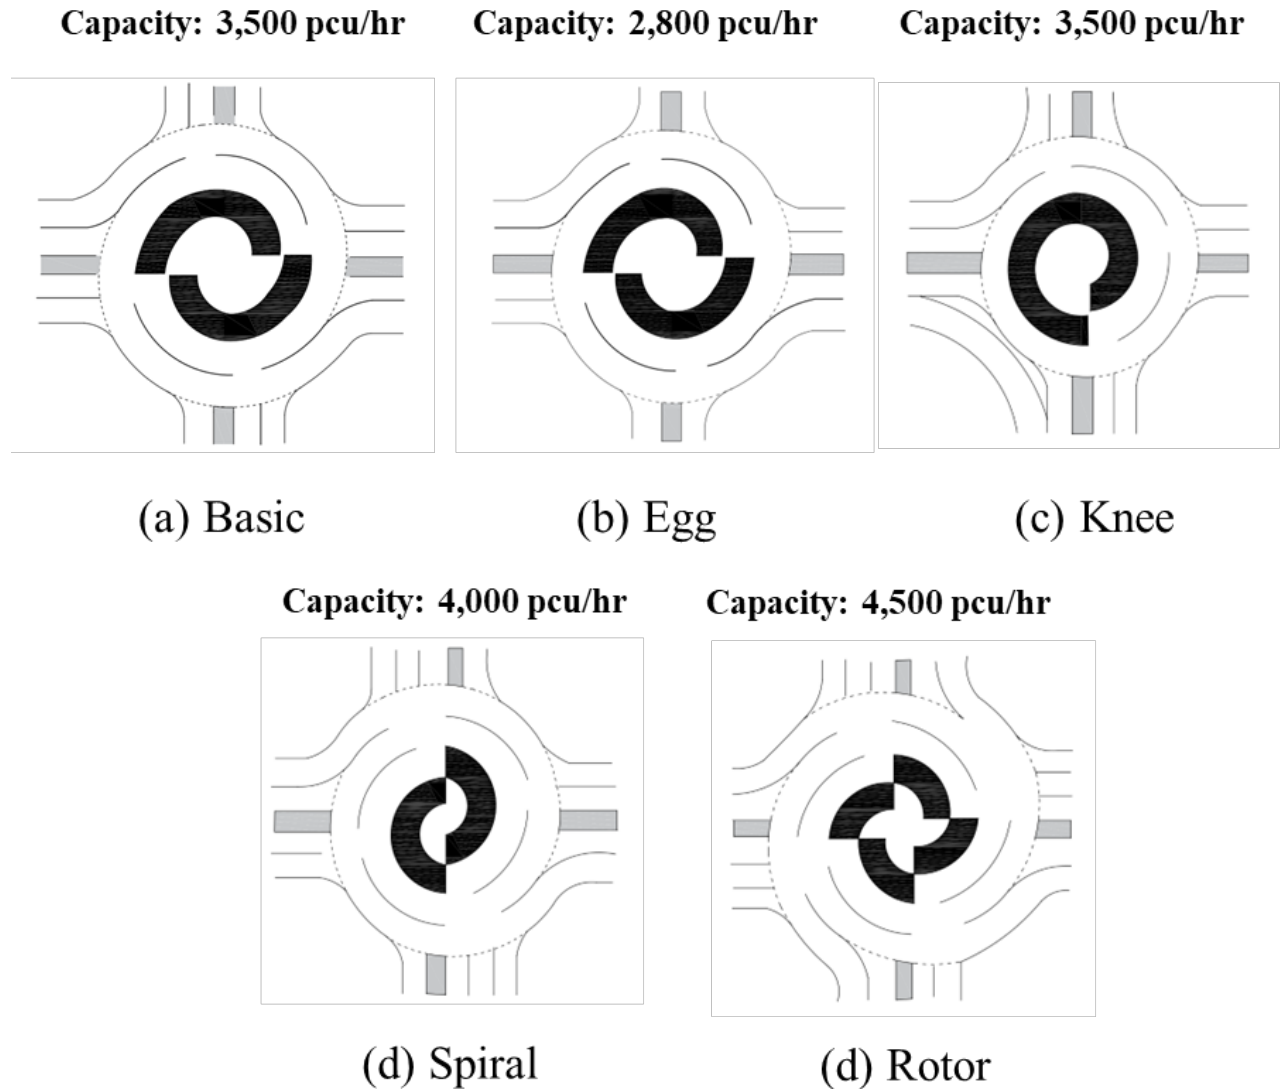 Capacity: 3,500 pcu/hr
Capacity: 2,800 pcu/hr
Capacity: 3,500 pcu/hr
(a) Basic
(b) Egg
(c) Knee
Capacity: 4,000 pcu/hr
Capacity: 4,500 pcu/hr
(d) Spiral
(d) Rotor